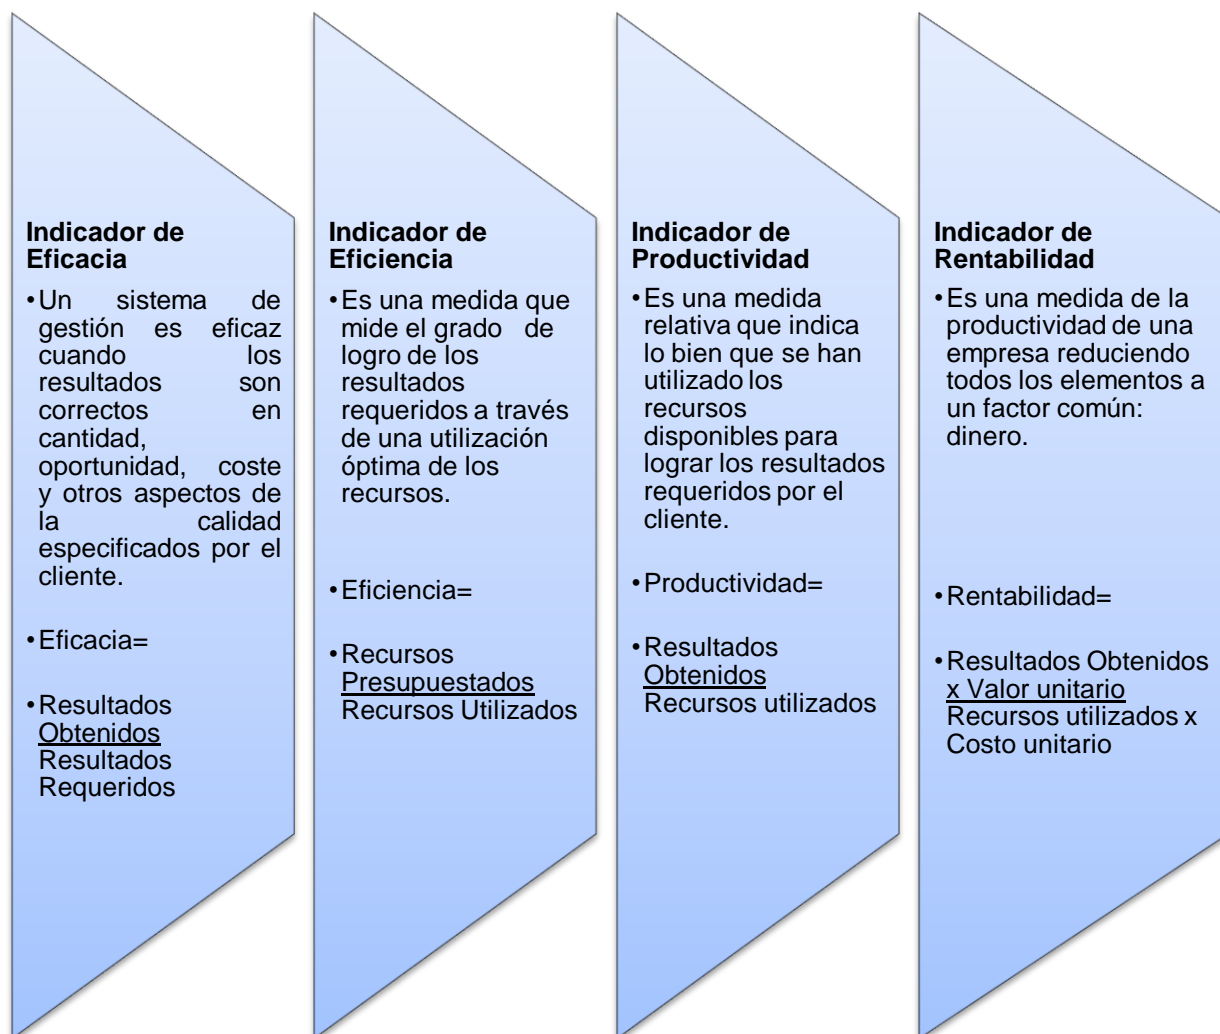 Indicador de
Eficacia
•Un sistema de
gestión es eficaz
cuando los
resultados son
correctos en
cantidad,
oportunidad, coste
y otros aspectos de
la calidad
especificados por el
cliente.
•Eficacia=
•Resultados
Obtenidos
Resultados
Requeridos
Indicador de
Eficiencia
•Es una medida que
mide el grado de
logro de los
resultados
requeridos a través
de una utilización
óptima de los
recursos.
•Eficiencia=
•Recursos
Presupuestados
Recursos Utilizados
Indicador de
Productividad
•Es una medida
relativa que indica
lo bien que se han
utilizado los
recursos
disponibles para
lograr los resultados
requeridos por el
cliente.
•Productividad=
•Resultados
Obtenidos
Recursos utilizados
Indicador de
Rentabilidad
•Es una medida de la
productividad de una
empresa reduciendo
todos los elementos a
un factor común:
dinero.
•Rentabilidad=
•Resultados Obtenidos
x Valor unitario
Recursos utilizados x
Costo unitario